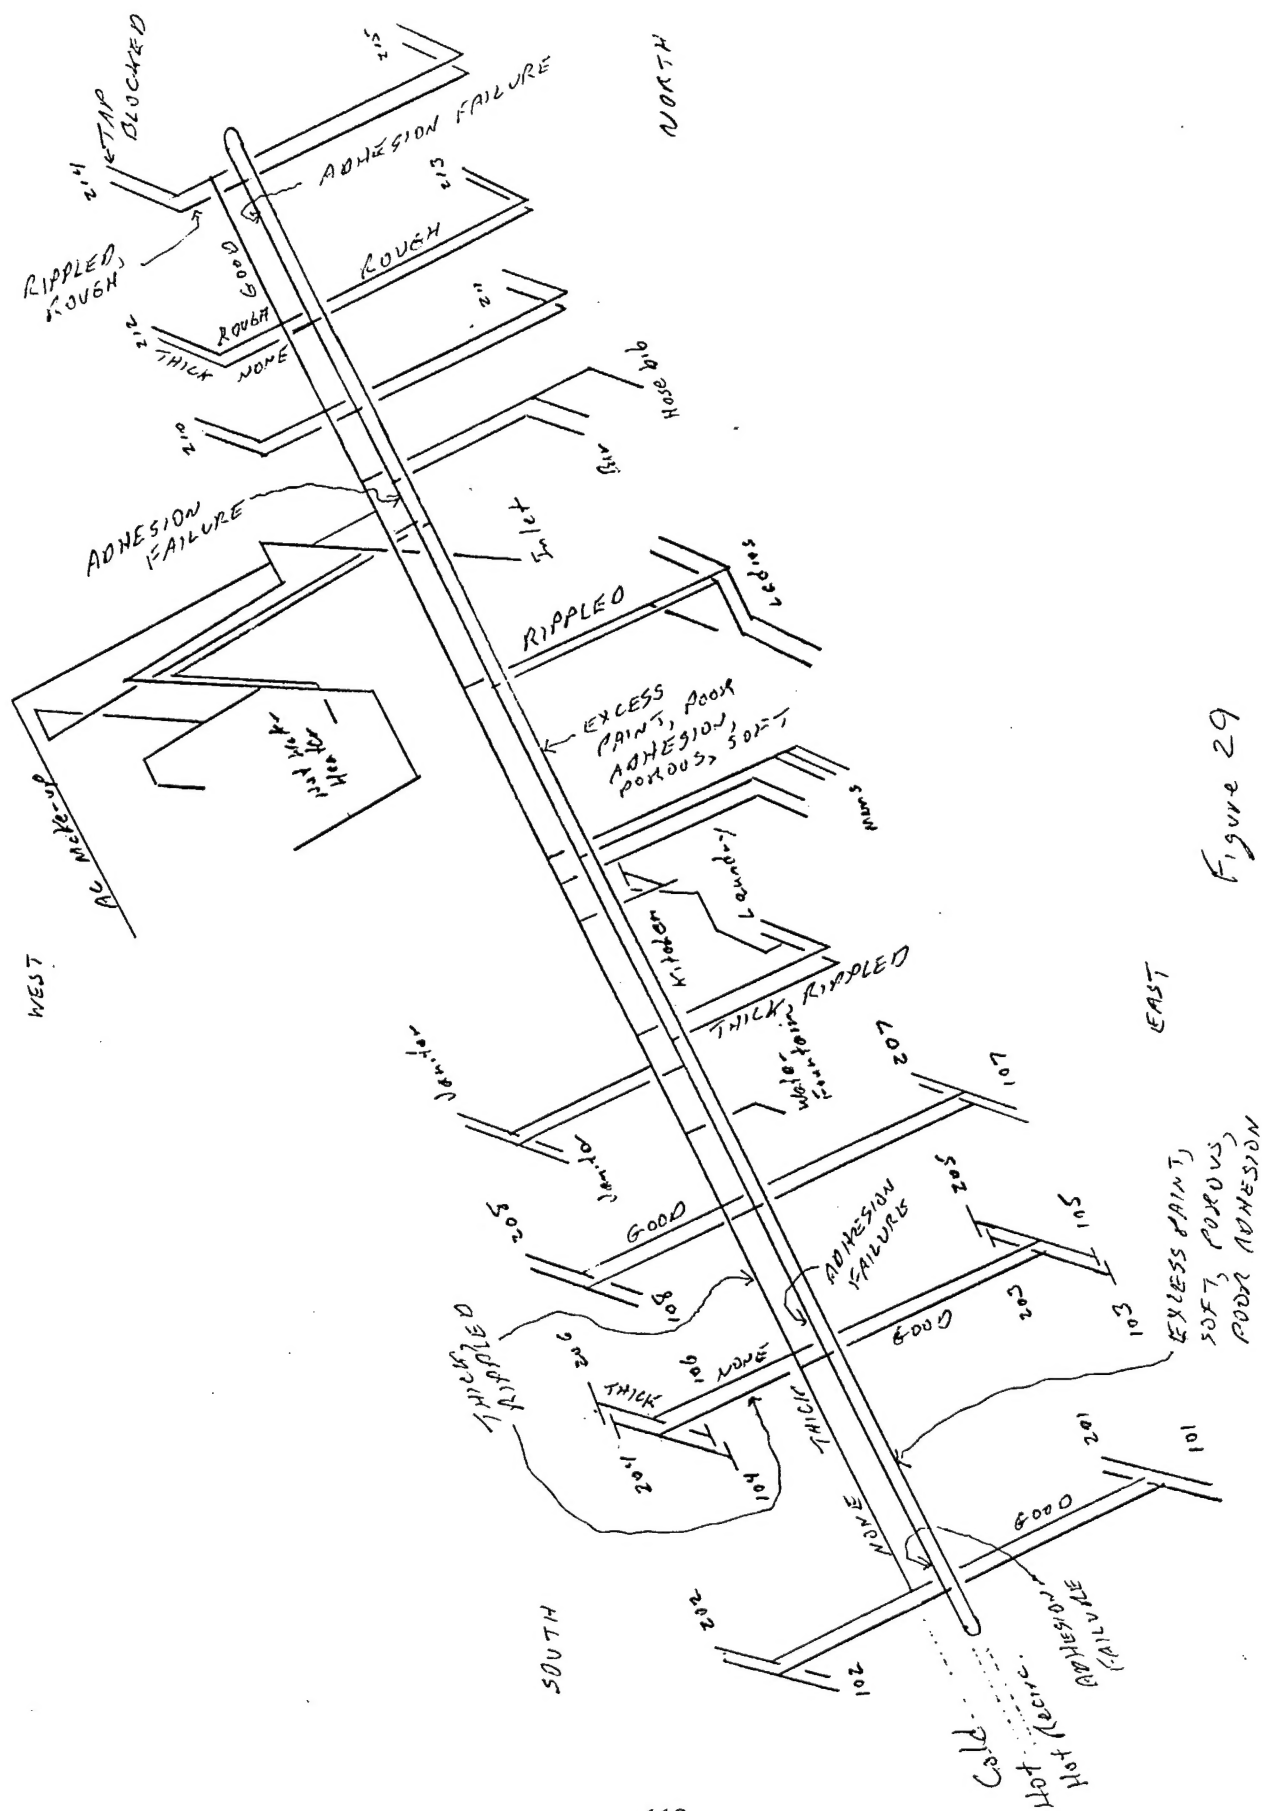 214
TAP
BLOCKED
215
RIPPLED,
ROUGH
GOOD
ADHESION FAILURE
NORTH
212
THICK
ROUGH
NONE
ROUGH
213
210
211
Hose bib
ADHESION
FAILURE
Inlet
WEST
AC Make-up
Hot Water
Heater
RIPPLED
Ladies
EXCESS
PAINT, POOR
ADHESION,
POROUS, SOFT
Mens
Kitchen
Laundry
THICK, RIPPLED
Janitor
Janitor
Water
Fountain
207
107
EAST
208
108
GOOD
THICK,
RIPPLED
ADHESION
FAILURE
205
105
203
103
GOOD
206
THICK
106
NONE
204
104
THICK
NONE
EXCESS PAINT,
SOFT, POROUS,
POOR ADHESION
201
101
GOOD
SOUTH
202
102
Cold
Hot
Hot Recirc.
ADHESION
FAILURE
Figure 29